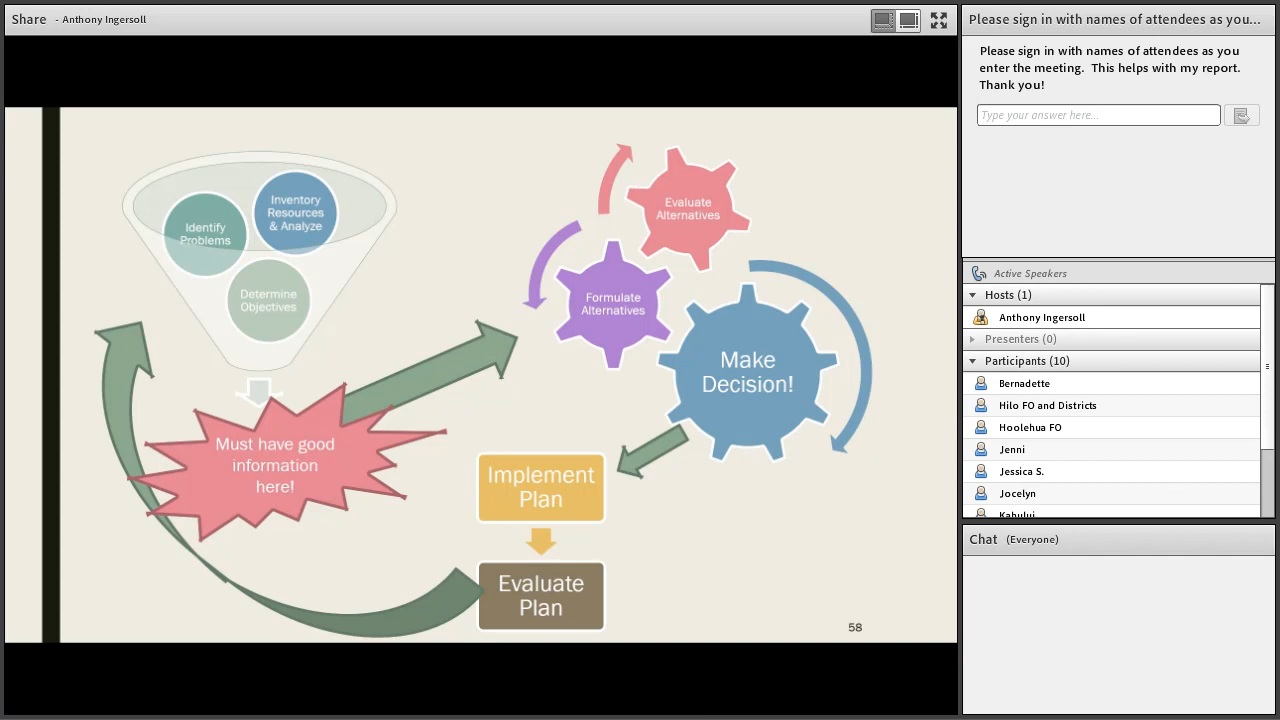 Share - Anthony Ingersoll
Identify
Problems
Inventory
Resources
& Analyze
Determine
Objectives
Must have good
information
here!
Evaluate
Alternatives
Formulate
Alternatives
Make
Decision!
Implement
Plan
Evaluate
Plan
58
Please sign in with names of attendees as you...
Please sign in with names of attendees as you
enter the meeting. This helps with my report.
Thank you!
Type your answer here...
Active Speakers
Hosts (1)
Anthony Ingersoll
Presenters (0)
Participants (10)
Bernadette
Hilo FO and Districts
Hoolehua FO
Jenni
Jessica S.
Jocelyn
Kahului
Chat (Everyone)